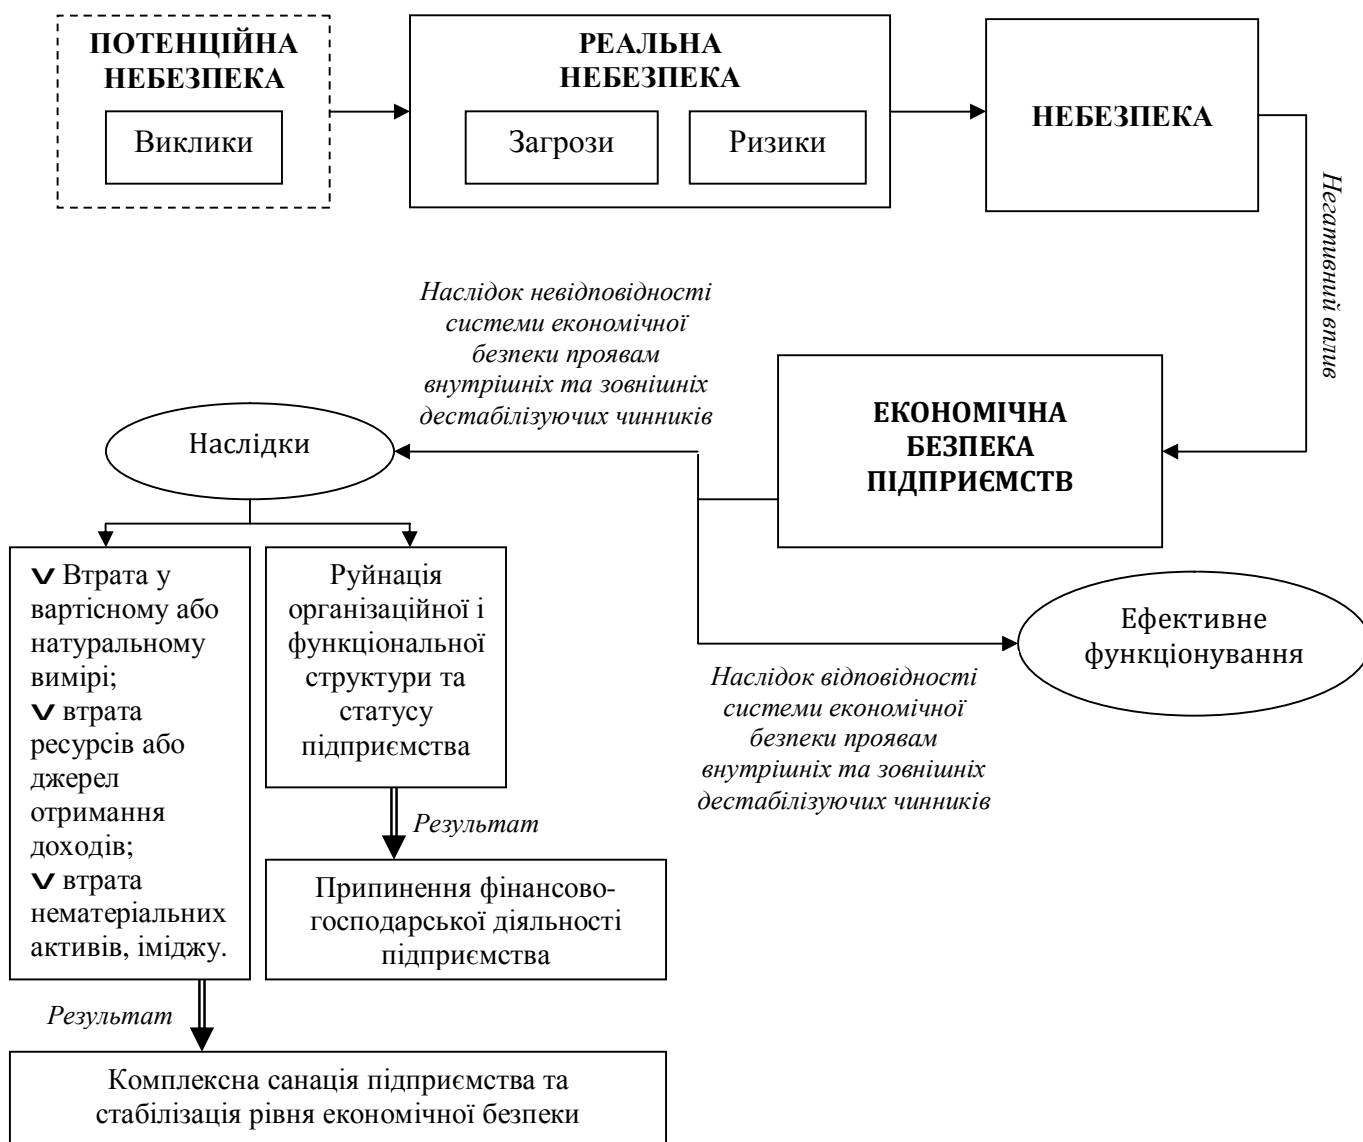 ПОТЕНЦІЙНА
НЕБЕЗПЕКА
Виклики
РЕАЛЬНА
НЕБЕЗПЕКА
Загрози
Ризики
НЕБЕЗПЕКА
Негативний вплив
Наслідок невідповідності
системи економічної
безпеки проявам
внутрішніх та зовнішніх
дестабілізуючих чинників
ЕКОНОМІЧНА
БЕЗПЕКА
ПІДПРИЄМСТВ
Наслідки
Ефективне
функціонування
Наслідок відповідності
системи економічної
безпеки проявам
внутрішніх та зовнішніх
дестабілізуючих чинників
v Втрата у
вартісному або
натуральному
вимірі;
v втрата
ресурсів або
джерел
отримання
доходів;
v втрата
нематеріальних
активів, іміджу.
Руйнація
організаційної і
функціональної
структури та
статусу
підприємства
Результат
Припинення фінансово-
господарської діяльності
підприємства
Результат
Комплексна санація підприємства та
стабілізація рівня економічної безпеки